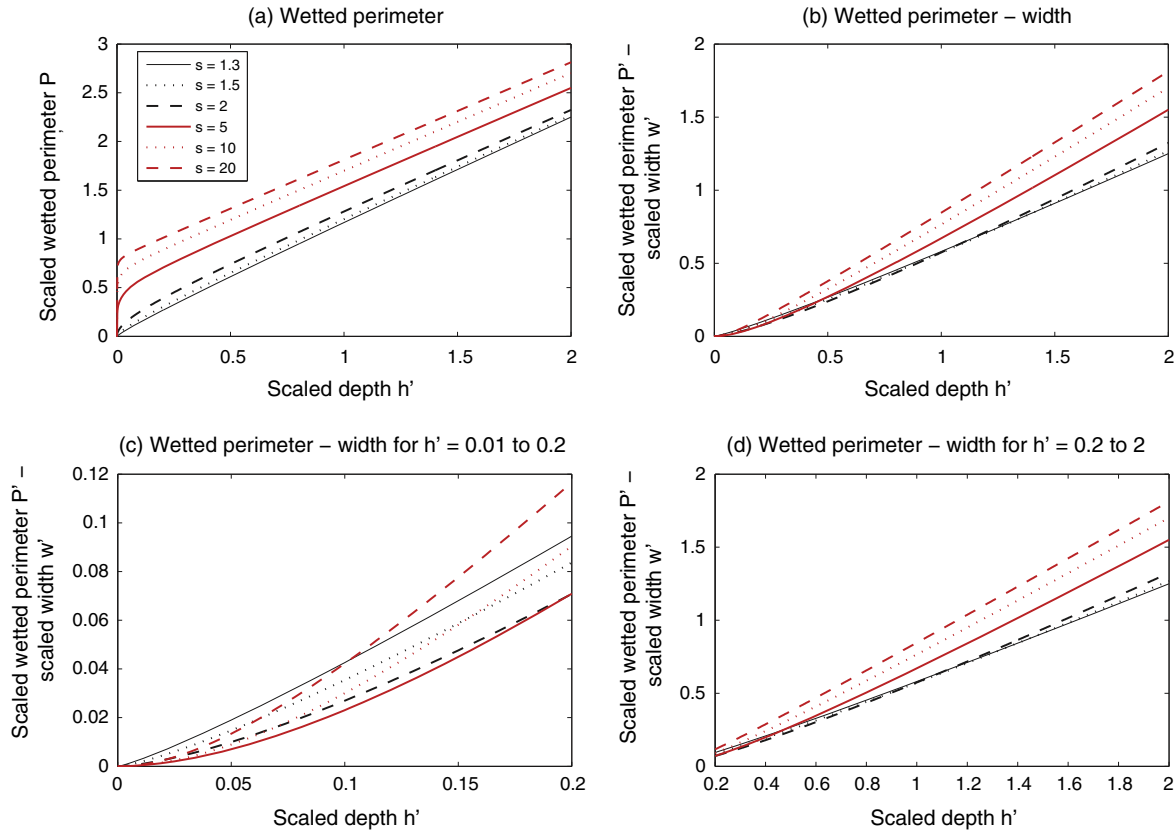 (a) Wetted perimeter
Scaled wetted perimeter P'
3
2.5
2
1.5
1
0.5
0
s = 1.3
s = 1.5
s = 2
s = 5
s = 10
s = 20
0 0.5 1 1.5 2
Scaled depth h'
(b) Wetted perimeter − width
Scaled wetted perimeter P' −
scaled width w'
2
1.5
1
0.5
0
0 0.5 1 1.5 2
Scaled depth h'
(c) Wetted perimeter − width for h' = 0.01 to 0.2
Scaled wetted perimeter P' −
scaled width w'
0.12
0.1
0.08
0.06
0.04
0.02
0
0 0.05 0.1 0.15 0.2
Scaled depth h'
(d) Wetted perimeter − width for h' = 0.2 to 2
Scaled wetted perimeter P' −
scaled width w'
2
1.5
1
0.5
0
0.2 0.4 0.6 0.8 1 1.2 1.4 1.6 1.8 2
Scaled depth h'